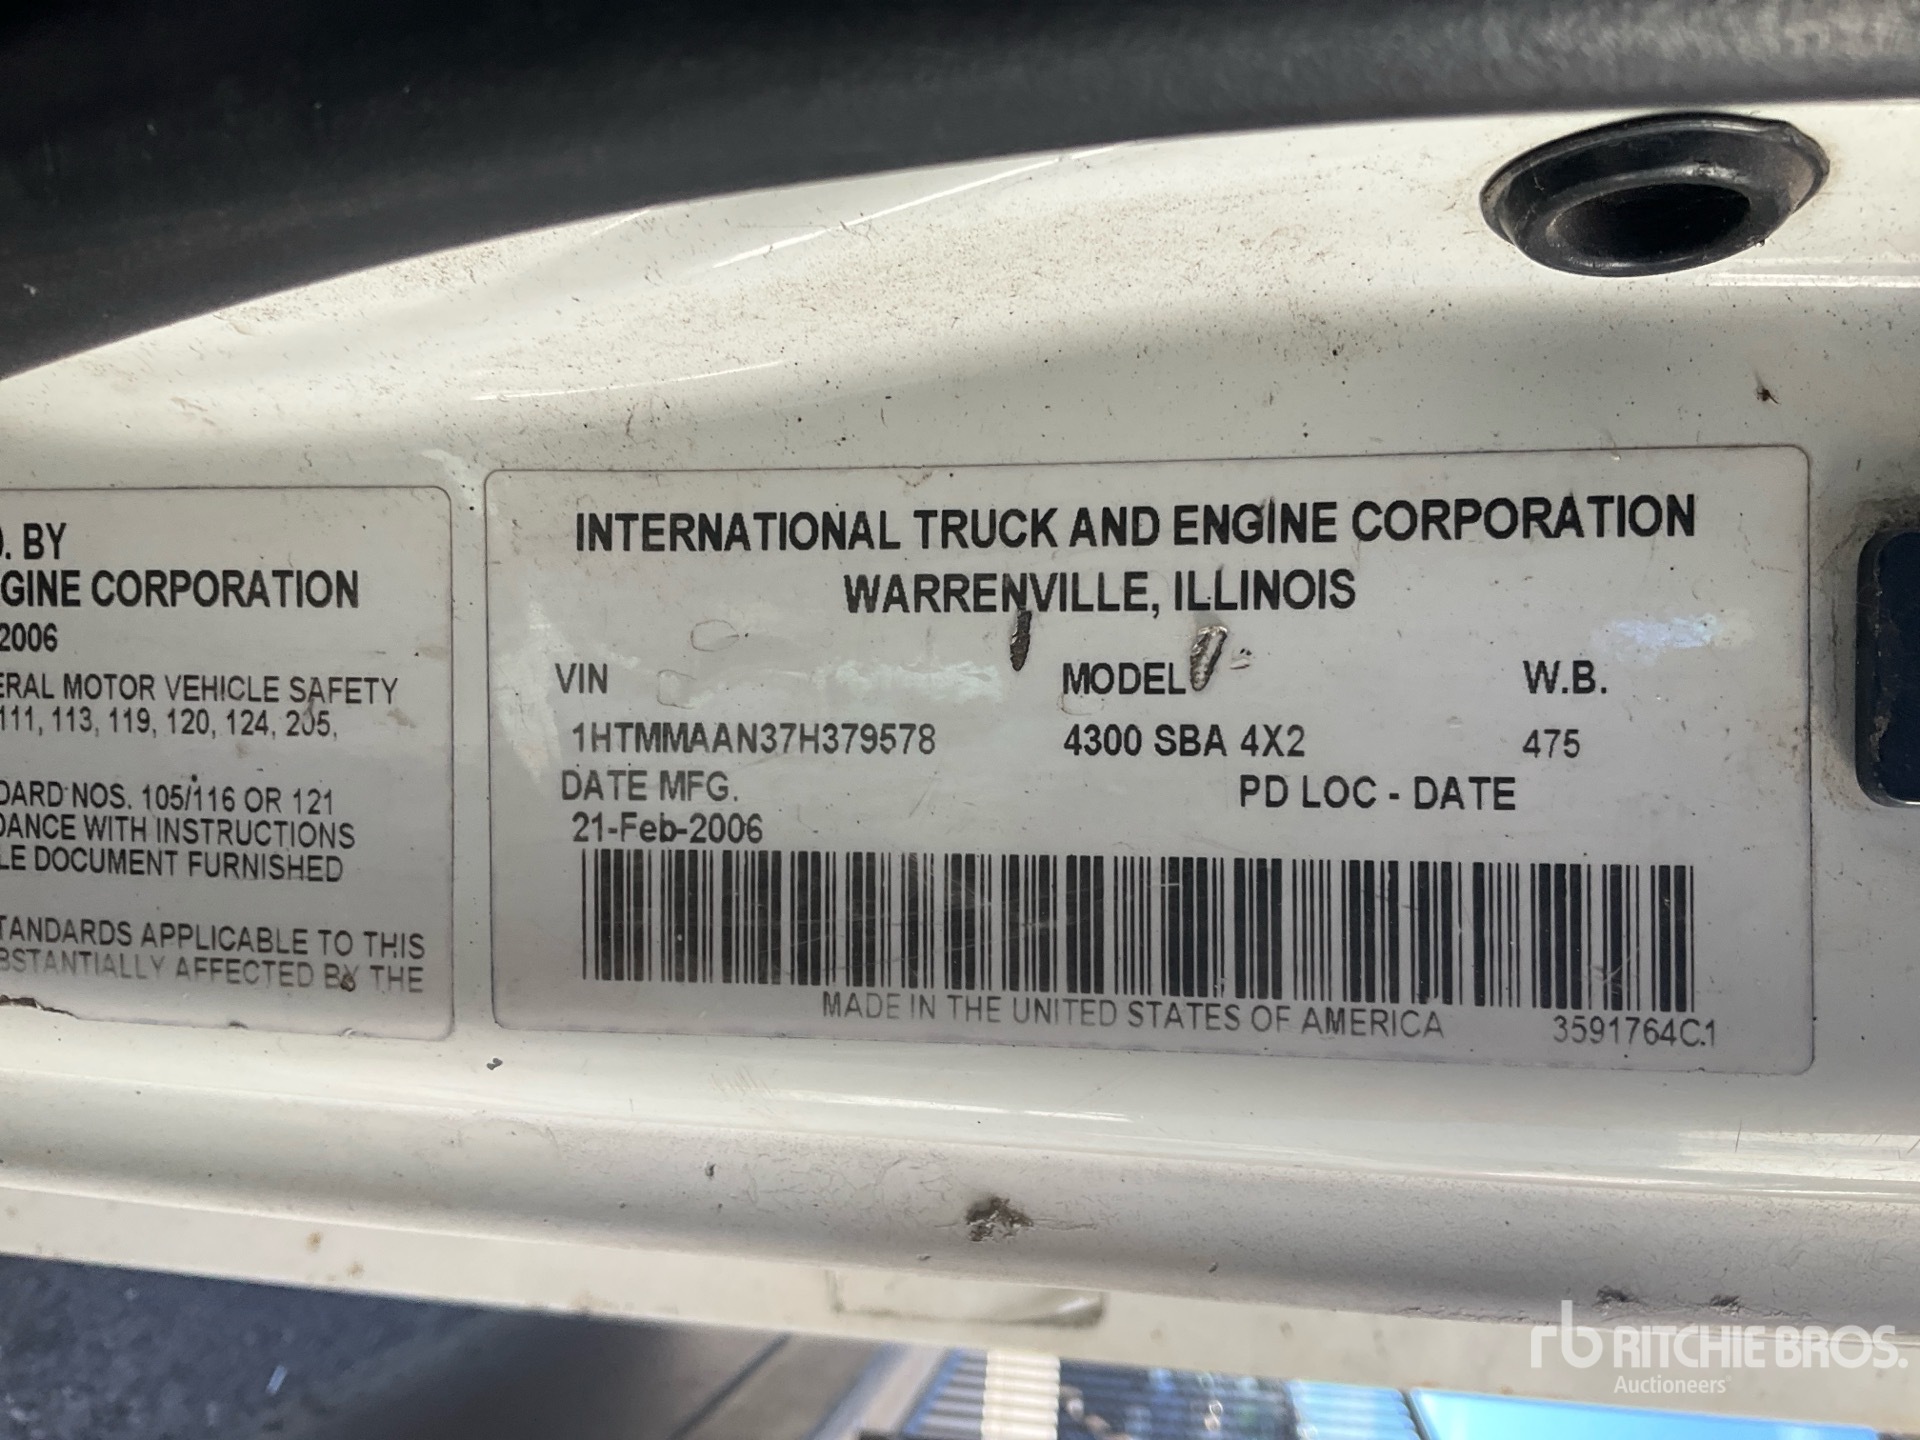 . BY
GINE CORPORATION
2006
ERAL MOTOR VEHICLE SAFETY
111, 113, 119, 120, 124, 205,
DARD NOS. 105/116 OR 121
DANCE WITH INSTRUCTIONS
LE DOCUMENT FURNISHED
TANDARDS APPLICABLE TO THIS
BSTANTIALLY AFFECTED BY THE
INTERNATIONAL TRUCK AND ENGINE CORPORATION
WARRENVILLE, ILLINOIS
VIN MODEL W.B.
1HTMMAAN37H379578 4300 SBA 4X2 475
DATE MFG. PD LOC - DATE
21-Feb-2006
MADE IN THE UNITED STATES OF AMERICA 3591764C.1
rb RITCHIE BROS.
Auctioneers